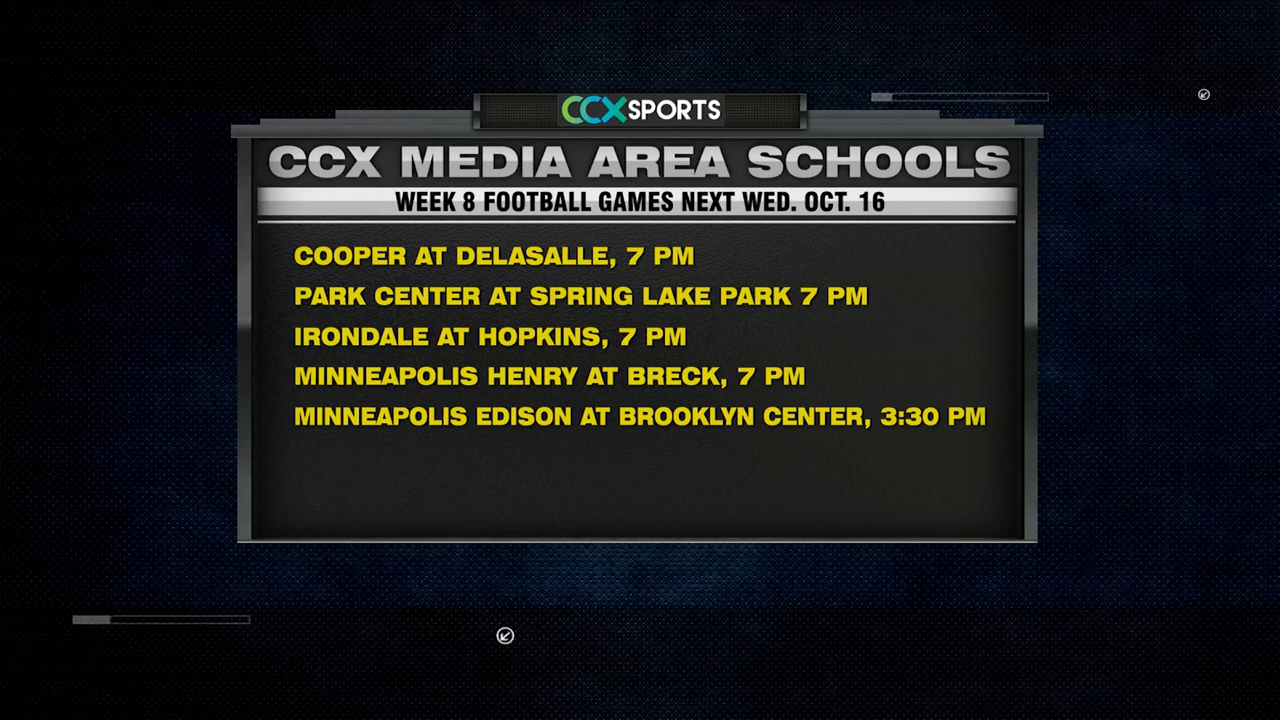 CCX SPORTS
CCX MEDIA AREA SCHOOLS
WEEK 8 FOOTBALL GAMES NEXT WED. OCT. 16
COOPER AT DELASALLE, 7 PM
PARK CENTER AT SPRING LAKE PARK 7 PM
IRONDALE AT HOPKINS, 7 PM
MINNEAPOLIS HENRY AT BRECK, 7 PM
MINNEAPOLIS EDISON AT BROOKLYN CENTER, 3:30 PM